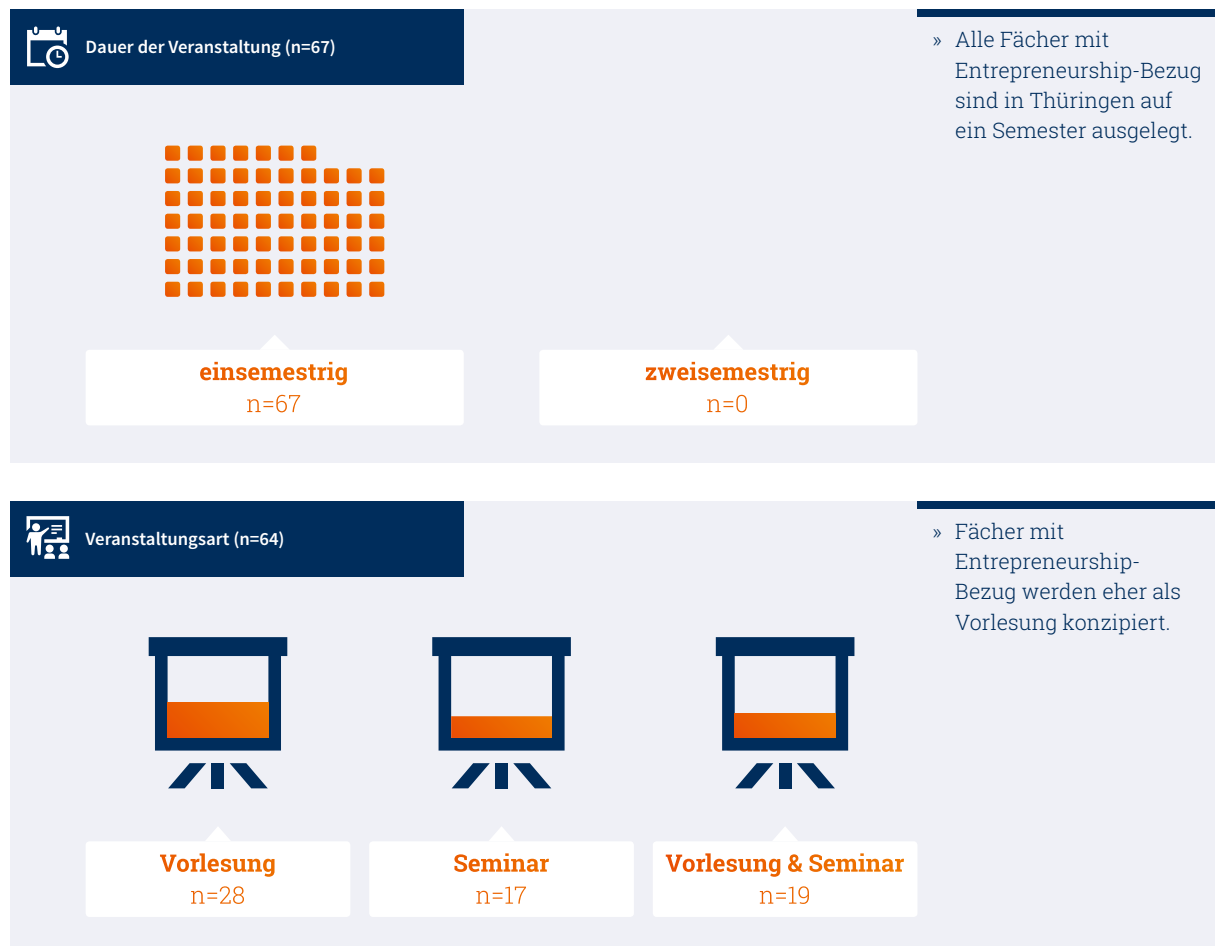 Dauer der Veranstaltung (n=67)
» Alle Fächer mit
Entrepreneurship-Bezug
sind in Thüringen auf
ein Semester ausgelegt.
einsemestrig
n=67
zweisemestrig
n=0
Veranstaltungsart (n=64)
» Fächer mit
Entrepreneurship-
Bezug werden eher als
Vorlesung konzipiert.
Vorlesung
n=28
Seminar
n=17
Vorlesung & Seminar
n=19